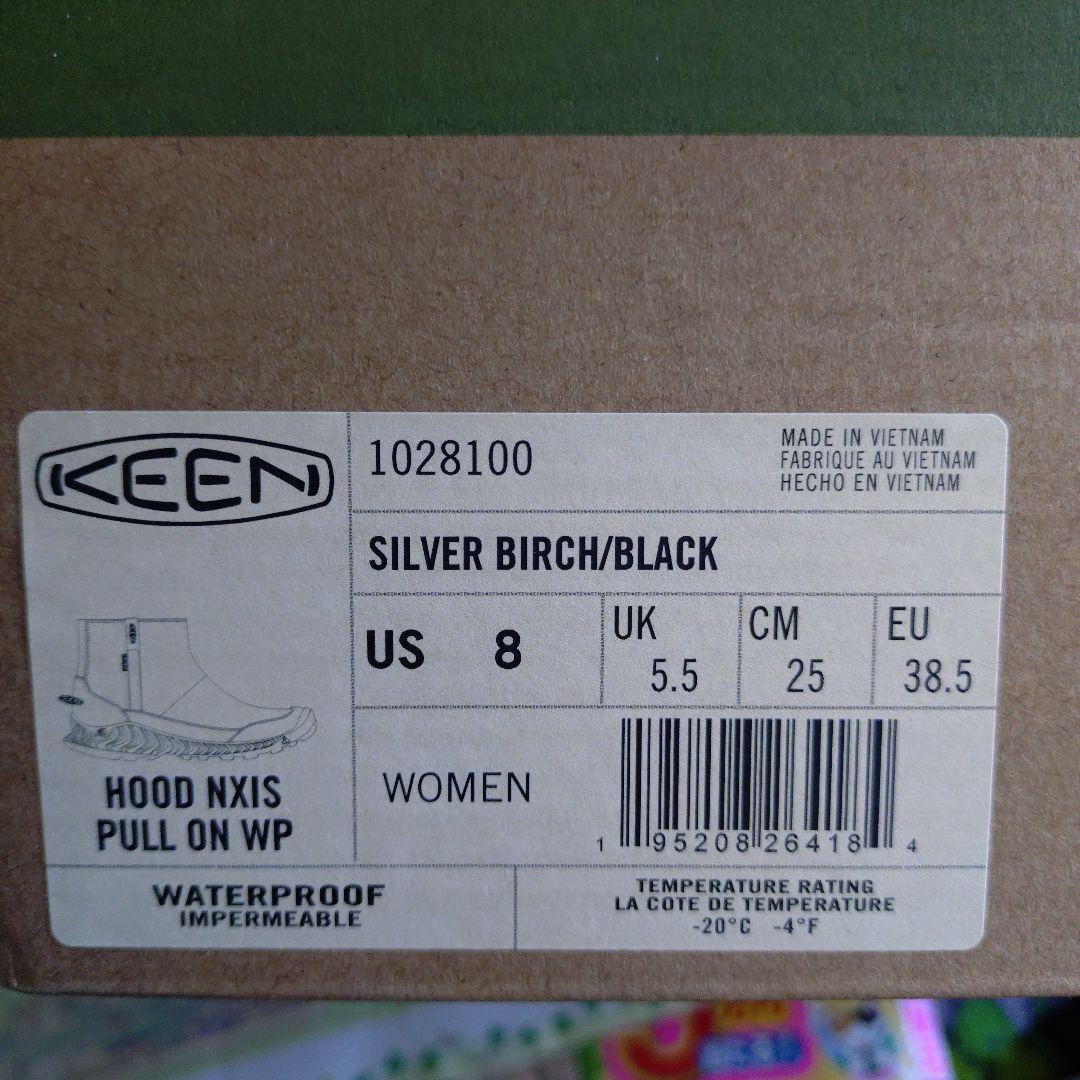 KEEN
1028100
MADE IN VIETNAM
FABRIQUE AU VIETNAM
HECHO EN VIETNAM
SILVER BIRCH/BLACK
US 8
UK 5.5
CM 25
EU 38.5
HOOD NXIS
PULL ON WP
WOMEN
1 95208 26418 4
WATERPROOF
IMPERMEABLE
TEMPERATURE RATING
LA COTE DE TEMPERATURE
-20°C -4°F